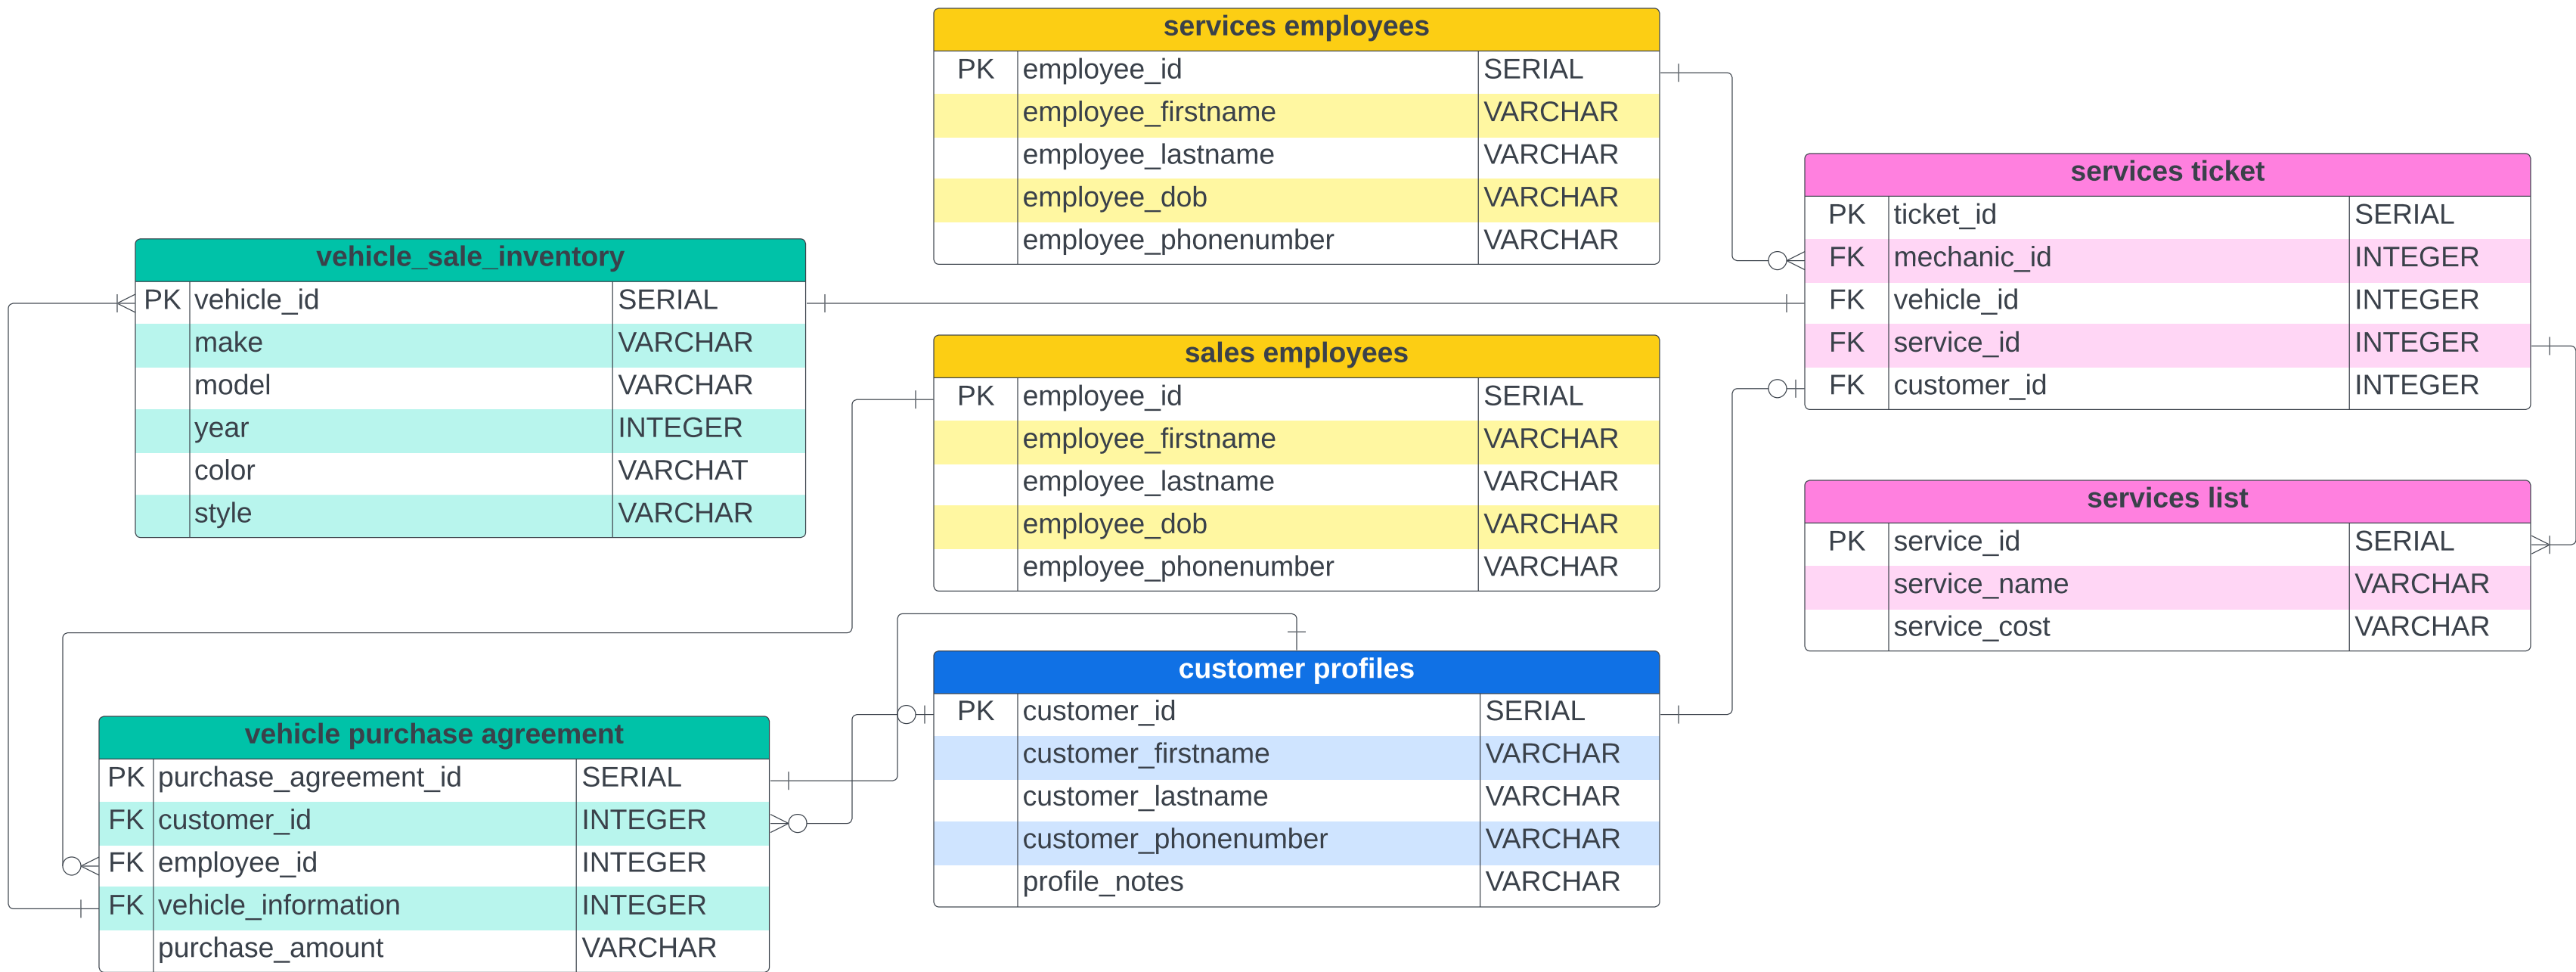 services employees
PK employee_id SERIAL
employee_firstname VARCHAR
employee_lastname VARCHAR
employee_dob VARCHAR
employee_phonenumber VARCHAR
services ticket
PK ticket_id SERIAL
FK mechanic_id INTEGER
FK vehicle_id INTEGER
FK service_id INTEGER
FK customer_id INTEGER
vehicle_sale_inventory
PK vehicle_id SERIAL
make VARCHAR
model VARCHAR
year INTEGER
color VARCHAT
style VARCHAR
sales employees
PK employee_id SERIAL
employee_firstname VARCHAR
employee_lastname VARCHAR
employee_dob VARCHAR
employee_phonenumber VARCHAR
services list
PK service_id SERIAL
service_name VARCHAR
service_cost VARCHAR
customer profiles
PK customer_id SERIAL
customer_firstname VARCHAR
customer_lastname VARCHAR
customer_phonenumber VARCHAR
profile_notes VARCHAR
vehicle purchase agreement
PK purchase_agreement_id SERIAL
FK customer_id INTEGER
FK employee_id INTEGER
FK vehicle_information INTEGER
purchase_amount VARCHAR